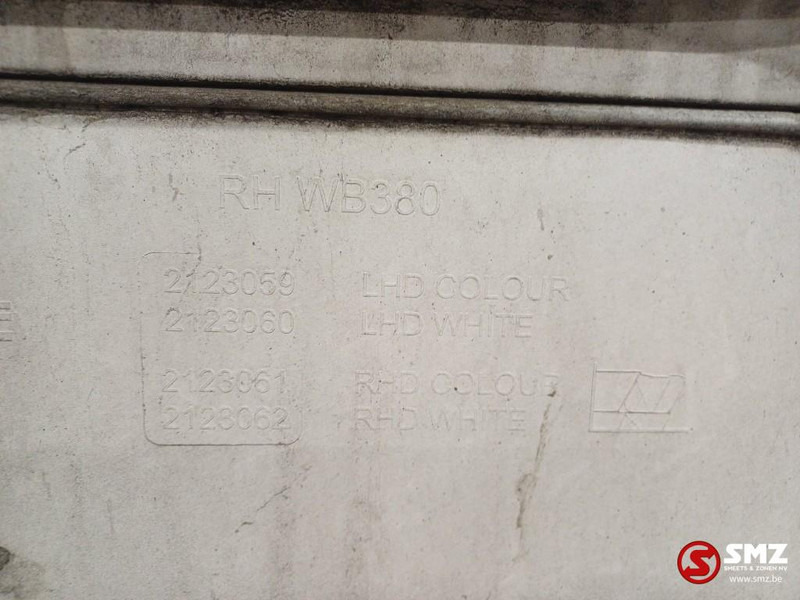 RH WB380
2123059 LHD COLOUR
2123060 LHD WHITE
2123061 RHD COLOUR
2123062 RHD WHITE
SMZ
SMEETS & ZONEN NV
www.smz.be